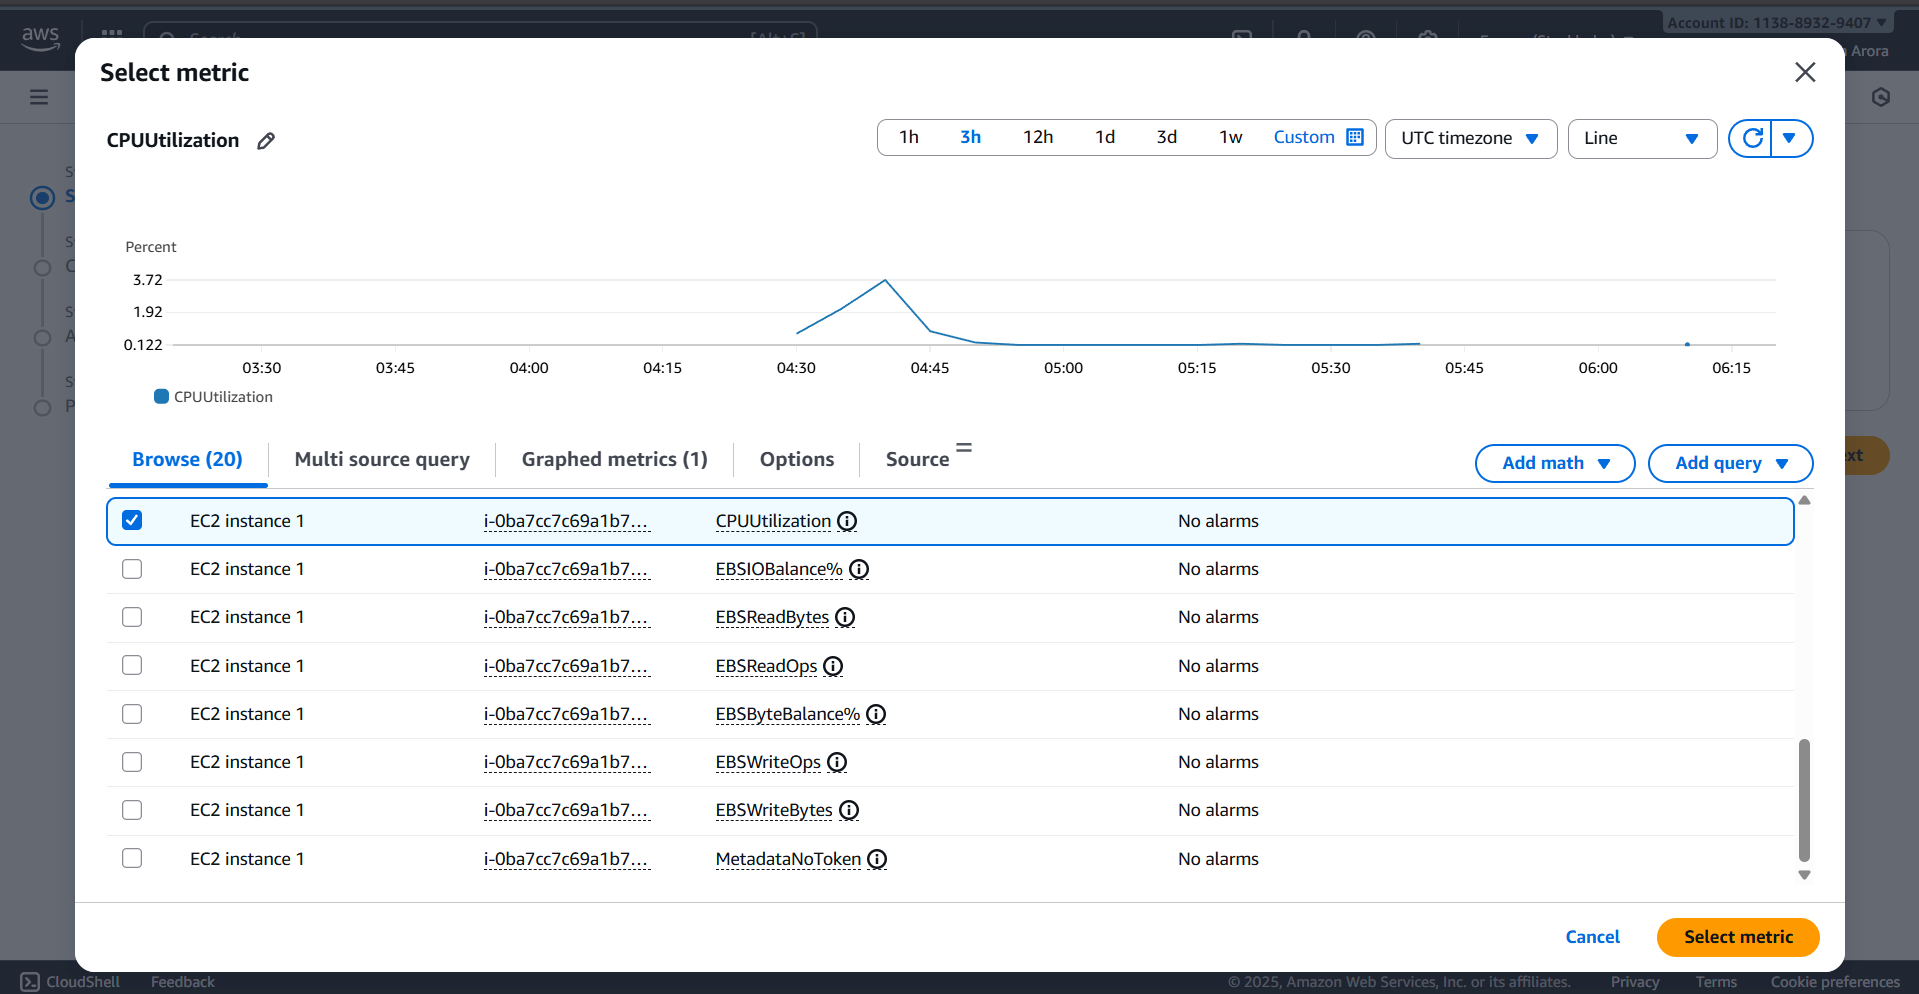 aws
Account ID: 1138-8932-9407
Arora
Select metric
CPUUtilization
1h 3h 12h 1d 3d 1w Custom
UTC timezone
Line
Percent
3.72
1.92
0.122
03:30 03:45 04:00 04:15 04:30 04:45 05:00 05:15 05:30 05:45 06:00 06:15
CPUUtilization
Browse (20) Multi source query Graphed metrics (1) Options Source Add math Add query
EC2 instance 1 i-0ba7cc7c69a1b7... CPUUtilization No alarms
EC2 instance 1 i-0ba7cc7c69a1b7... EBSIOBalance% No alarms
EC2 instance 1 i-0ba7cc7c69a1b7... EBSReadBytes No alarms
EC2 instance 1 i-0ba7cc7c69a1b7... EBSReadOps No alarms
EC2 instance 1 i-0ba7cc7c69a1b7... EBSByteBalance% No alarms
EC2 instance 1 i-0ba7cc7c69a1b7... EBSWriteOps No alarms
EC2 instance 1 i-0ba7cc7c69a1b7... EBSWriteBytes No alarms
EC2 instance 1 i-0ba7cc7c69a1b7... MetadataNoToken No alarms
Cancel Select metric
CloudShell Feedback © 2025, Amazon Web Services, Inc. or its affiliates. Privacy Terms Cookie preferences